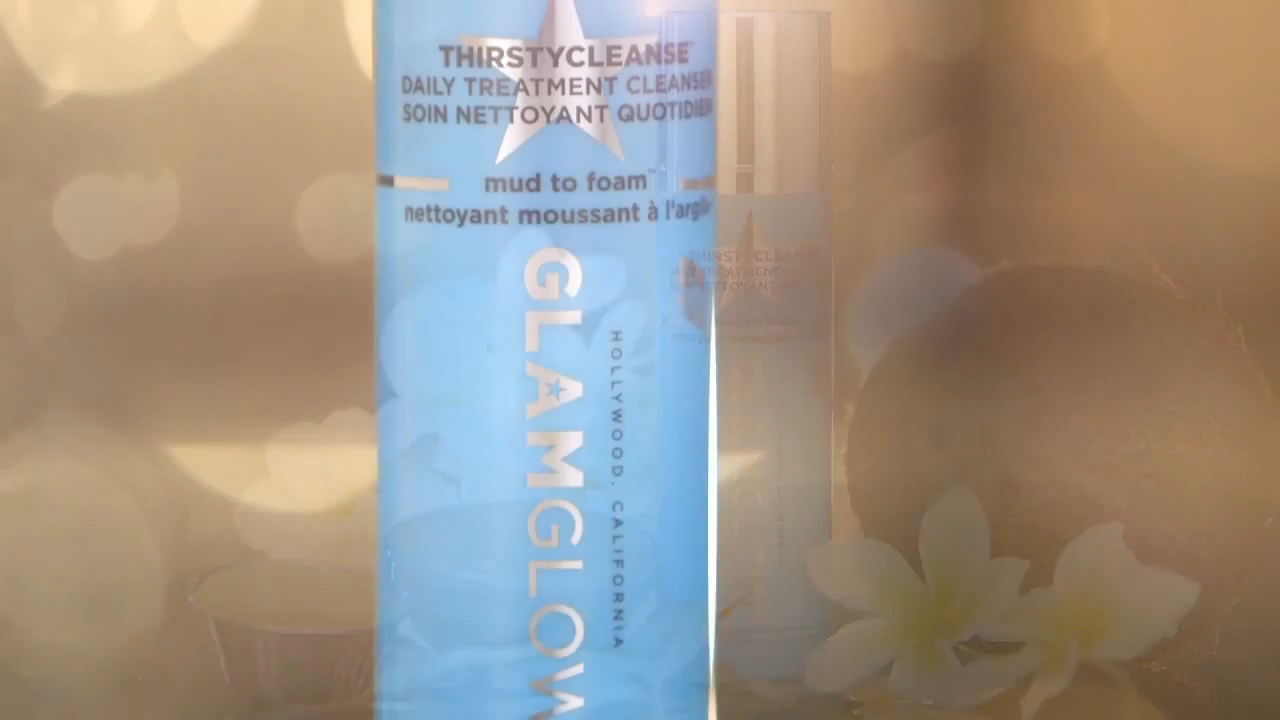 THIRSTYCLEANSE™
DAILY TREATMENT CLEANSER
SOIN NETTOYANT QUOTIDIEN
mud to foam™
nettoyant moussant à l'argile
GLAMGLOW
HOLLYWOOD, CALIFORNIA